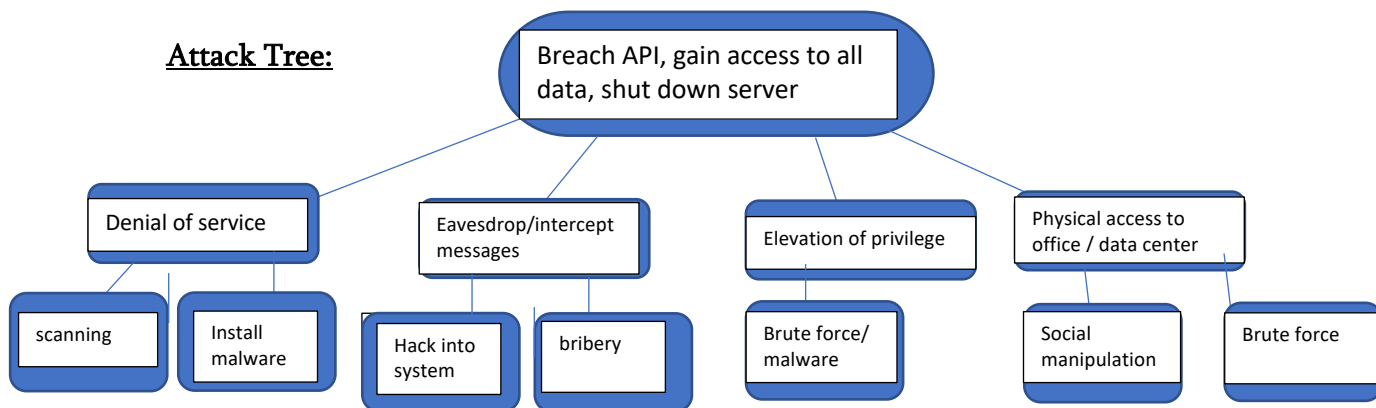 Attack Tree:
Breach API, gain access to all
data, shut down server
Denial of service
Eavesdrop/intercept
messages
Elevation of privilege
Physical access to
office / data center
scanning
Install
malware
Hack into
system
bribery
Brute force/
malware
Social
manipulation
Brute force